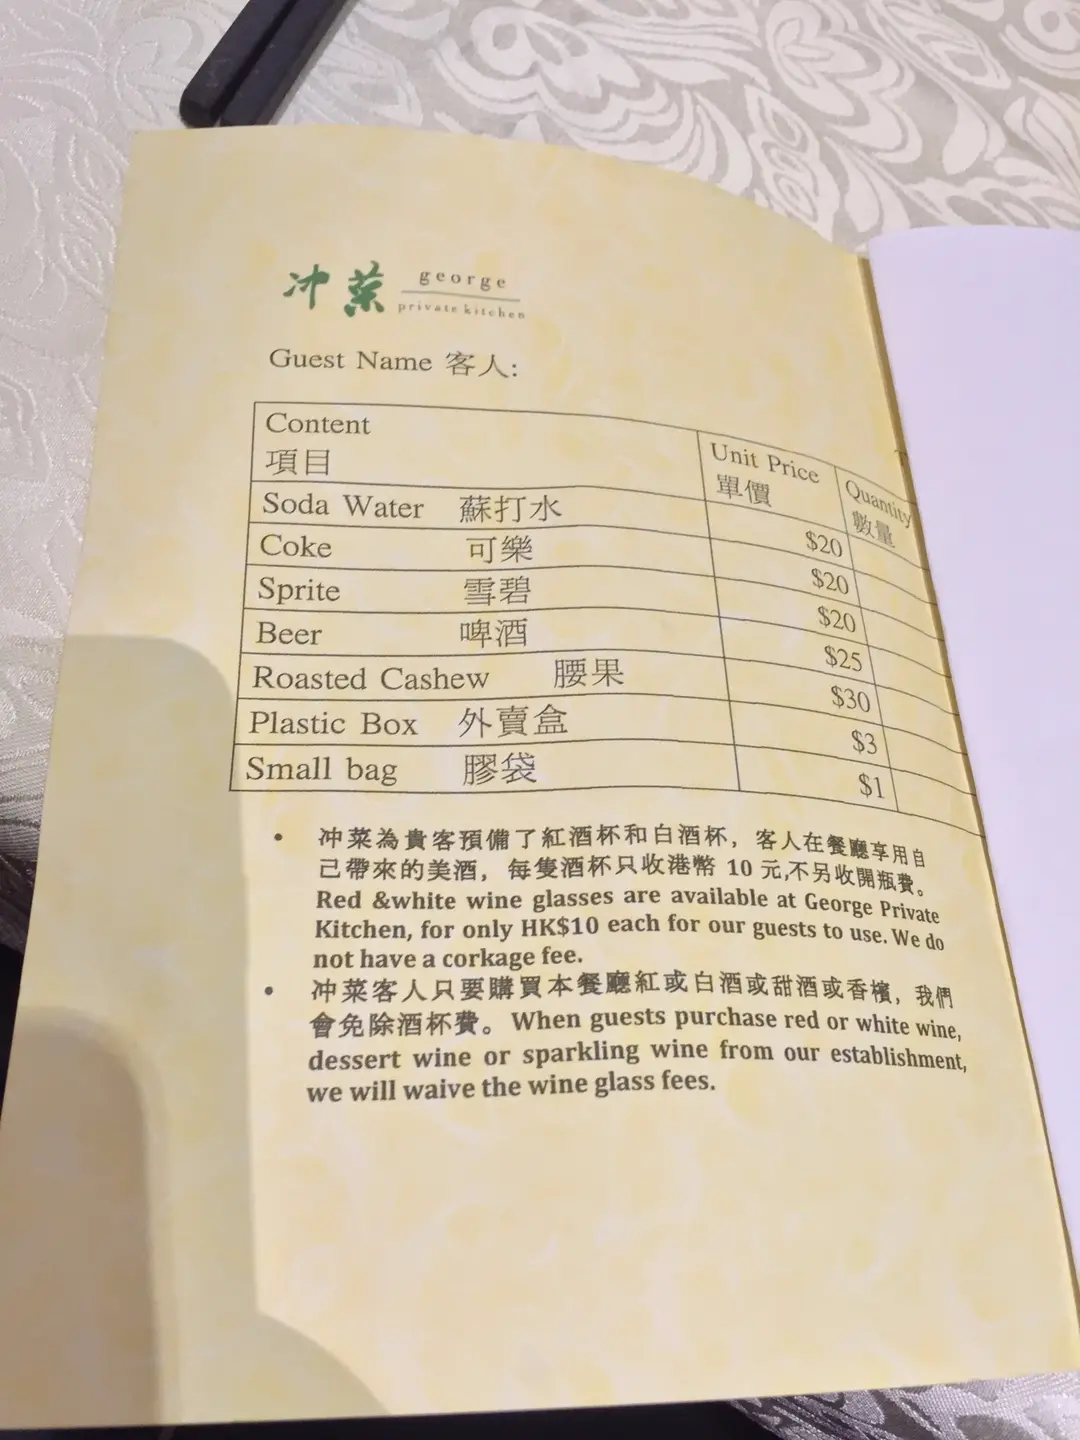 冲菜 george
private kitchen
Guest Name 客人:
Content
項目
Unit Price
單價
Quantity
數量
Soda Water 蘇打水 $20
Coke 可樂 $20
Sprite 雪碧 $20
Beer 啤酒 $25
Roasted Cashew 腰果 $30
Plastic Box 外賣盒 $3
Small bag 膠袋 $1
• 冲菜為貴客預備了紅酒杯和白酒杯，客人在餐廳享用自
己帶來的美酒，每隻酒杯只收港幣 10 元,不另收開瓶費。
Red &white wine glasses are available at George Private
Kitchen, for only HK$10 each for our guests to use. We do
not have a corkage fee.
• 冲菜客人只要購買本餐廳紅或白酒或甜酒或香檳，我們
會免除酒杯費。When guests purchase red or white wine,
dessert wine or sparkling wine from our establishment,
we will waive the wine glass fees.